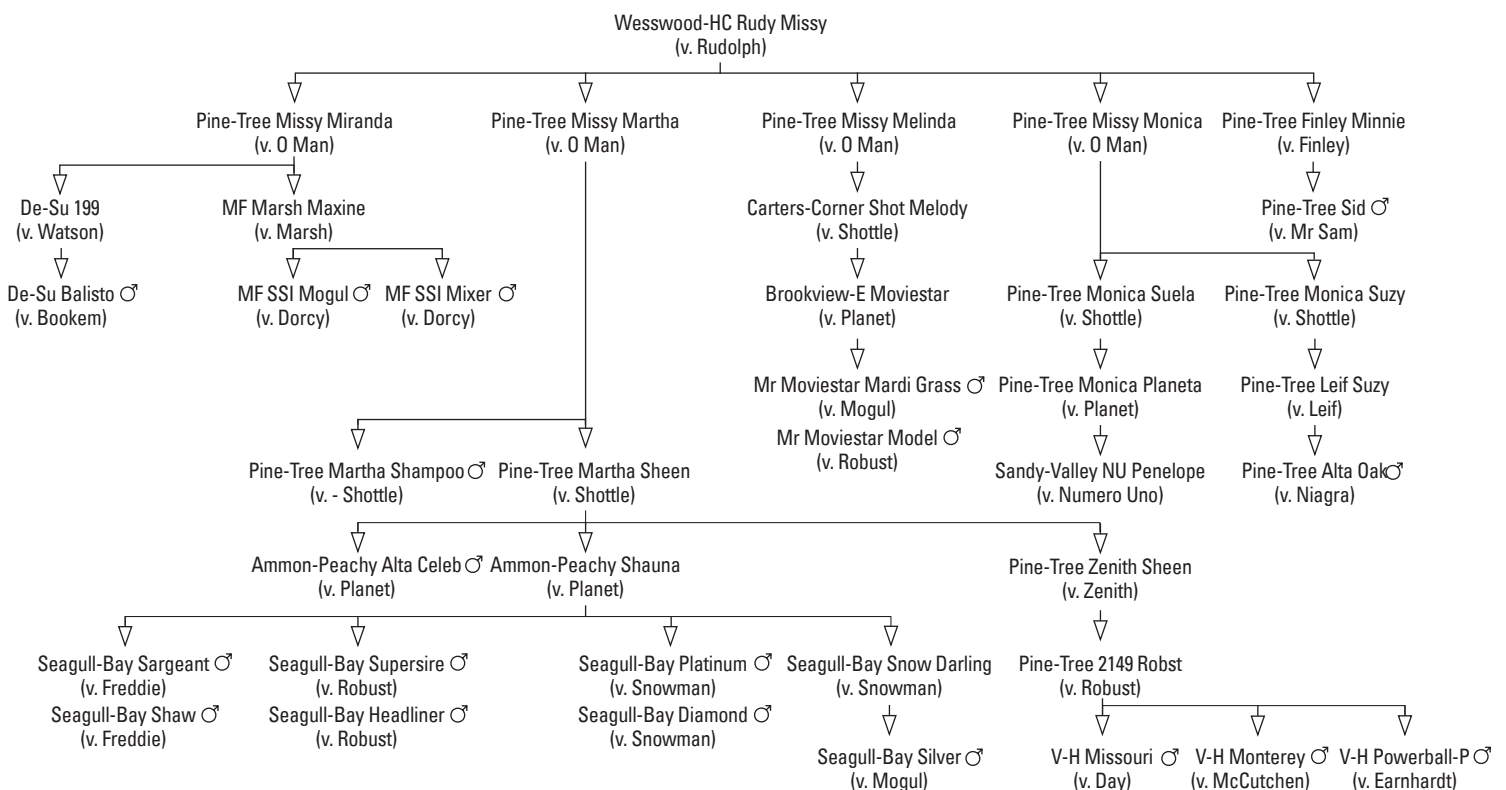 Wesswood-HC Rudy Missy
(v. Rudolph)
Pine-Tree Missy Miranda
(v. O Man)
Pine-Tree Missy Martha
(v. O Man)
Pine-Tree Missy Melinda
(v. O Man)
Pine-Tree Missy Monica
(v. O Man)
Pine-Tree Finley Minnie
(v. Finley)
De-Su 199
(v. Watson)
MF Marsh Maxine
(v. Marsh)
Carters-Corner Shot Melody
(v. Shottle)
Pine-Tree Sid ♂
(v. Mr Sam)
De-Su Balisto ♂
(v. Bookem)
MF SSI Mogul ♂
(v. Dorcy)
MF SSI Mixer ♂
(v. Dorcy)
Brookview-E Moviestar
(v. Planet)
Pine-Tree Monica Suela
(v. Shottle)
Pine-Tree Monica Suzy
(v. Shottle)
Mr Moviestar Mardi Grass ♂
(v. Mogul)
Mr Moviestar Model ♂
(v. Robust)
Pine-Tree Monica Planeta
(v. Planet)
Pine-Tree Leif Suzy
(v. Leif)
Pine-Tree Martha Shampoo ♂
(v. - Shottle)
Pine-Tree Martha Sheen
(v. Shottle)
Sandy-Valley NU Penelope
(v. Numero Uno)
Pine-Tree Alta Oak ♂
(v. Niagra)
Ammon-Peachy Alta Celeb ♂
(v. Planet)
Ammon-Peachy Shauna
(v. Planet)
Pine-Tree Zenith Sheen
(v. Zenith)
Seagull-Bay Sargeant ♂
(v. Freddie)
Seagull-Bay Shaw ♂
(v. Freddie)
Seagull-Bay Supersire ♂
(v. Robust)
Seagull-Bay Headliner ♂
(v. Robust)
Seagull-Bay Platinum ♂
(v. Snowman)
Seagull-Bay Diamond ♂
(v. Snowman)
Seagull-Bay Snow Darling
(v. Snowman)
Pine-Tree 2149 Robst
(v. Robust)
Seagull-Bay Silver ♂
(v. Mogul)
V-H Missouri ♂
(v. Day)
V-H Monterey ♂
(v. McCutchen)
V-H Powerball-P ♂
(v. Earnhardt)